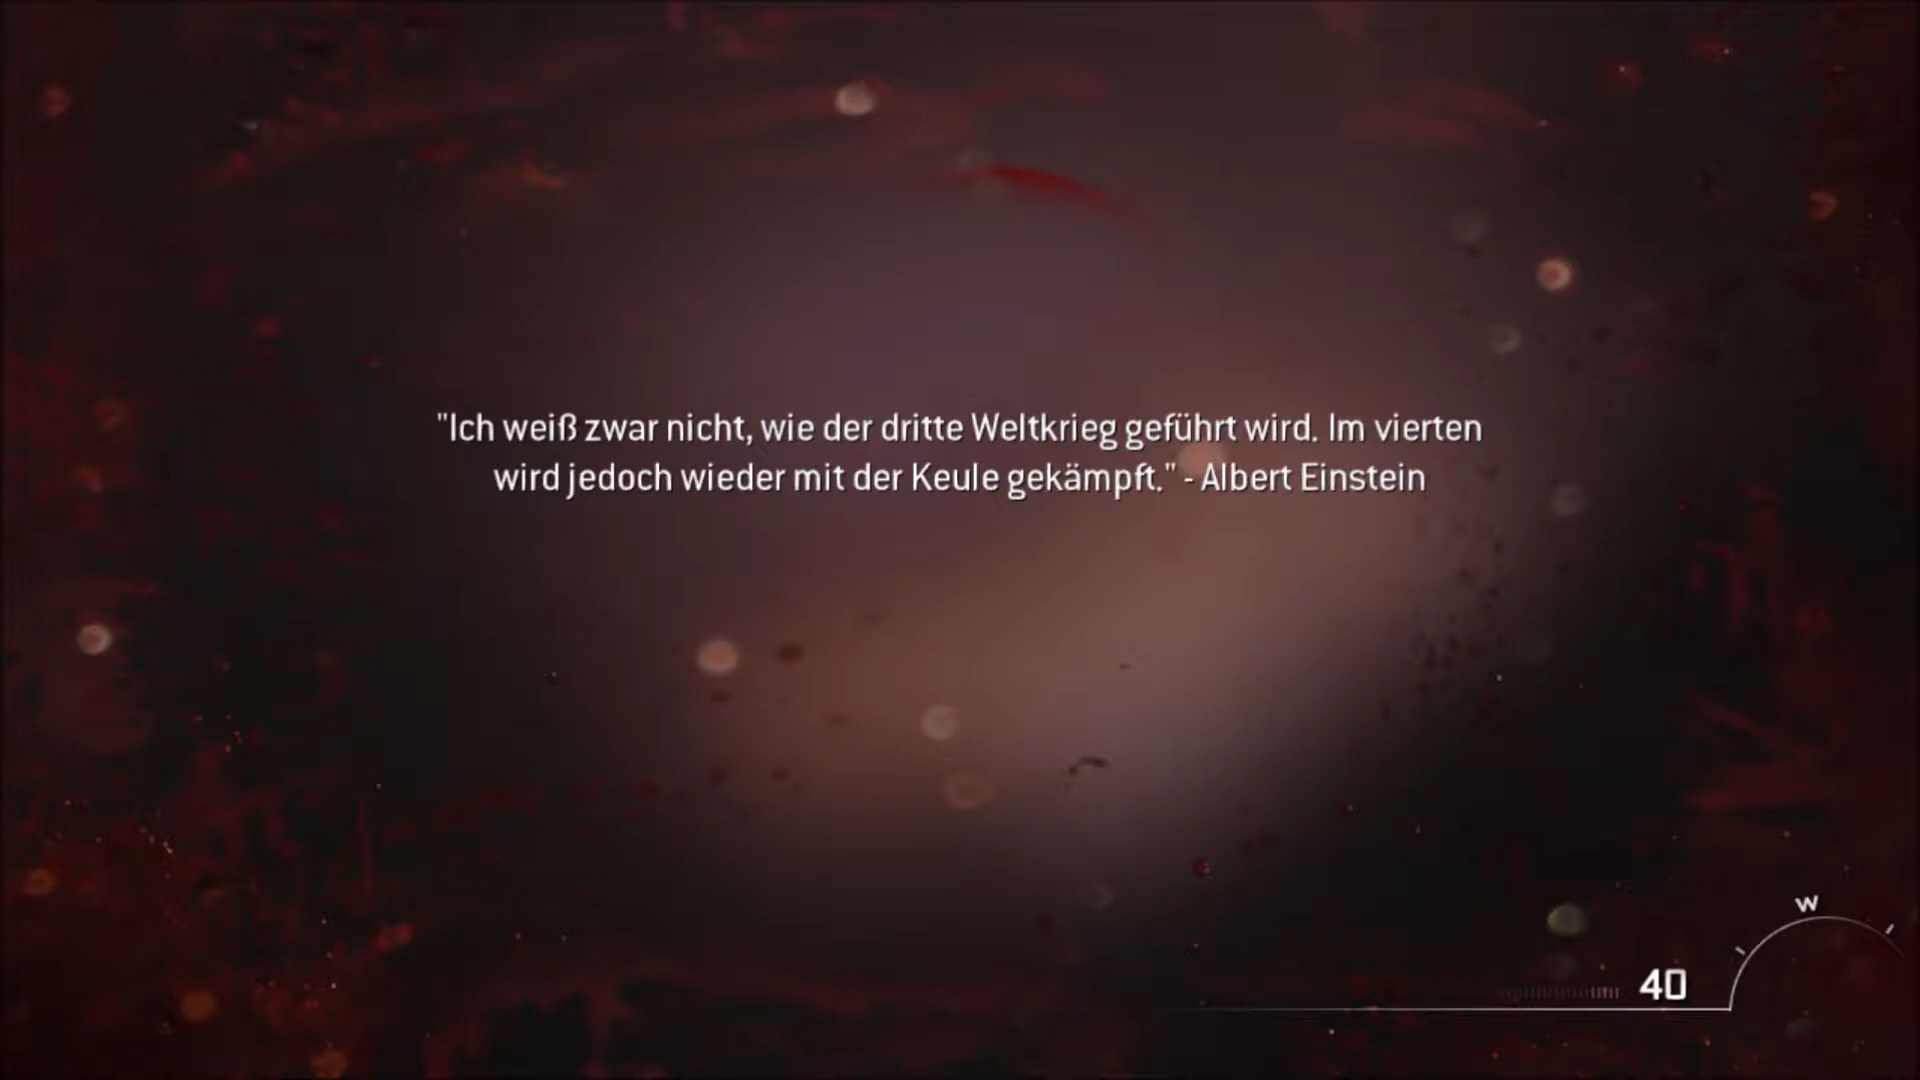 "Ich weiß zwar nicht, wie der dritte Weltkrieg geführt wird. Im vierten
wird jedoch wieder mit der Keule gekämpft." - Albert Einstein
W
40